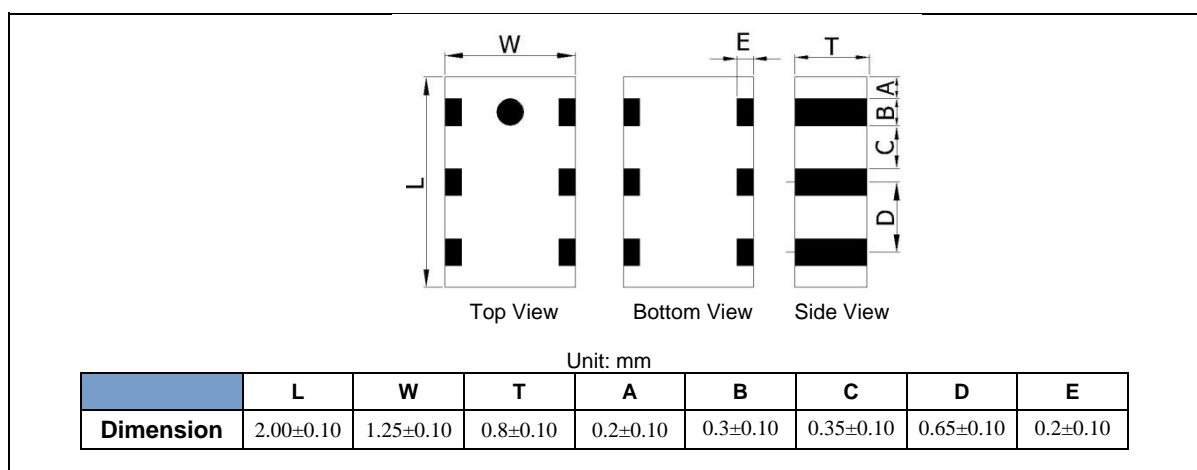 W
E
T
A
B
C
D
L
Top View
Bottom View
Side View
Unit: mm
L W T A B C D E
Dimension 2.00±0.10 1.25±0.10 0.8±0.10 0.2±0.10 0.3±0.10 0.35±0.10 0.65±0.10 0.2±0.10